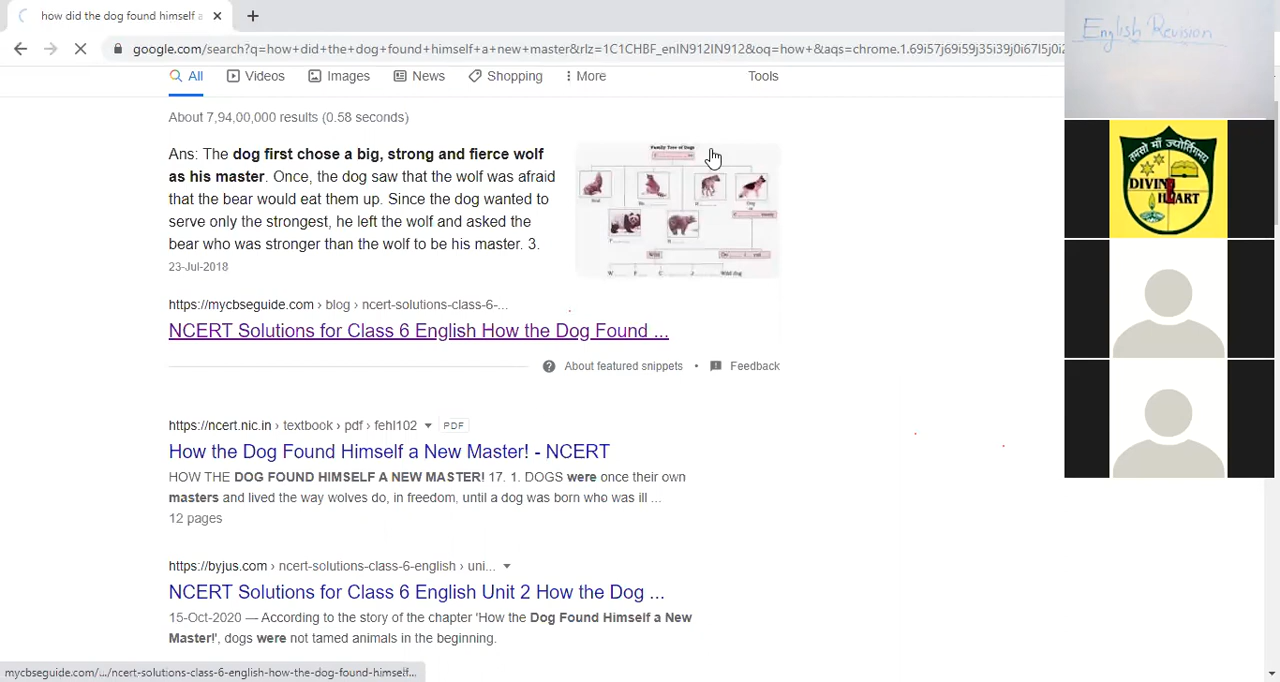 how did the dog found himself a
google.com/search?q=how+did+the+dog+found+himself+a+new+master&rlz=1C1CHBF_enIN912IN912&oq=how+&aqs=chrome.1.69i57j69i59j35i39j0i67l5j0i2
English Revision
All
Videos
Images
News
Shopping
More
Tools
About 7,94,00,000 results (0.58 seconds)
Ans: The dog first chose a big, strong and fierce wolf
as his master. Once, the dog saw that the wolf was afraid
that the bear would eat them up. Since the dog wanted to
serve only the strongest, he left the wolf and asked the
bear who was stronger than the wolf to be his master. 3.
23-Jul-2018
Family Tree of Dogs
Wild
Wild dog
तमसो मा ज्योतिर्गमय
DIVINE
HEART
https://mycbseguide.com › blog › ncert-solutions-class-6-...
NCERT Solutions for Class 6 English How the Dog Found ...
About featured snippets • Feedback
https://ncert.nic.in › textbook › pdf › fehl102 PDF
How the Dog Found Himself a New Master! - NCERT
HOW THE DOG FOUND HIMSELF A NEW MASTER! 17. 1. DOGS were once their own
masters and lived the way wolves do, in freedom, until a dog was born who was ill ...
12 pages
https://byjus.com › ncert-solutions-class-6-english › uni...
NCERT Solutions for Class 6 English Unit 2 How the Dog ...
15-Oct-2020 — According to the story of the chapter 'How the Dog Found Himself a New
Master!', dogs were not tamed animals in the beginning.
mycbseguide.com/.../ncert-solutions-class-6-english-how-the-dog-found-himself...